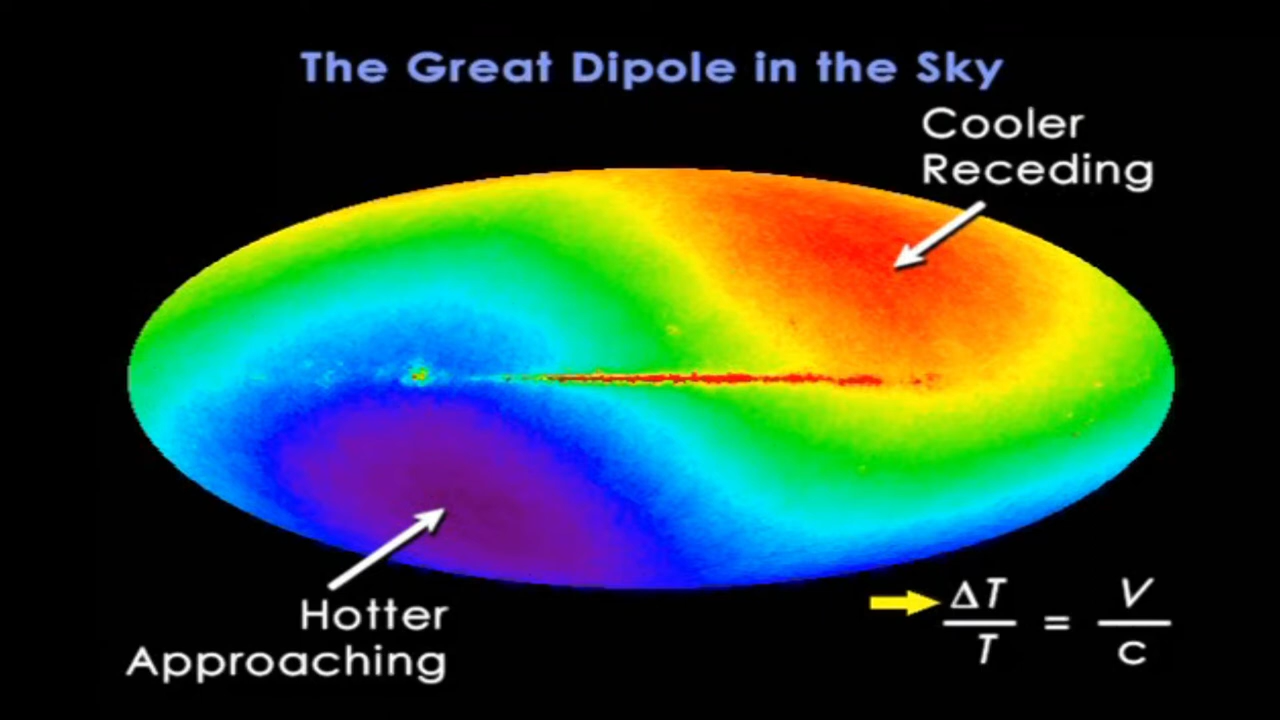 The Great Dipole in the Sky
Cooler
Receding
Hotter
Approaching
ΔT/T = V/c